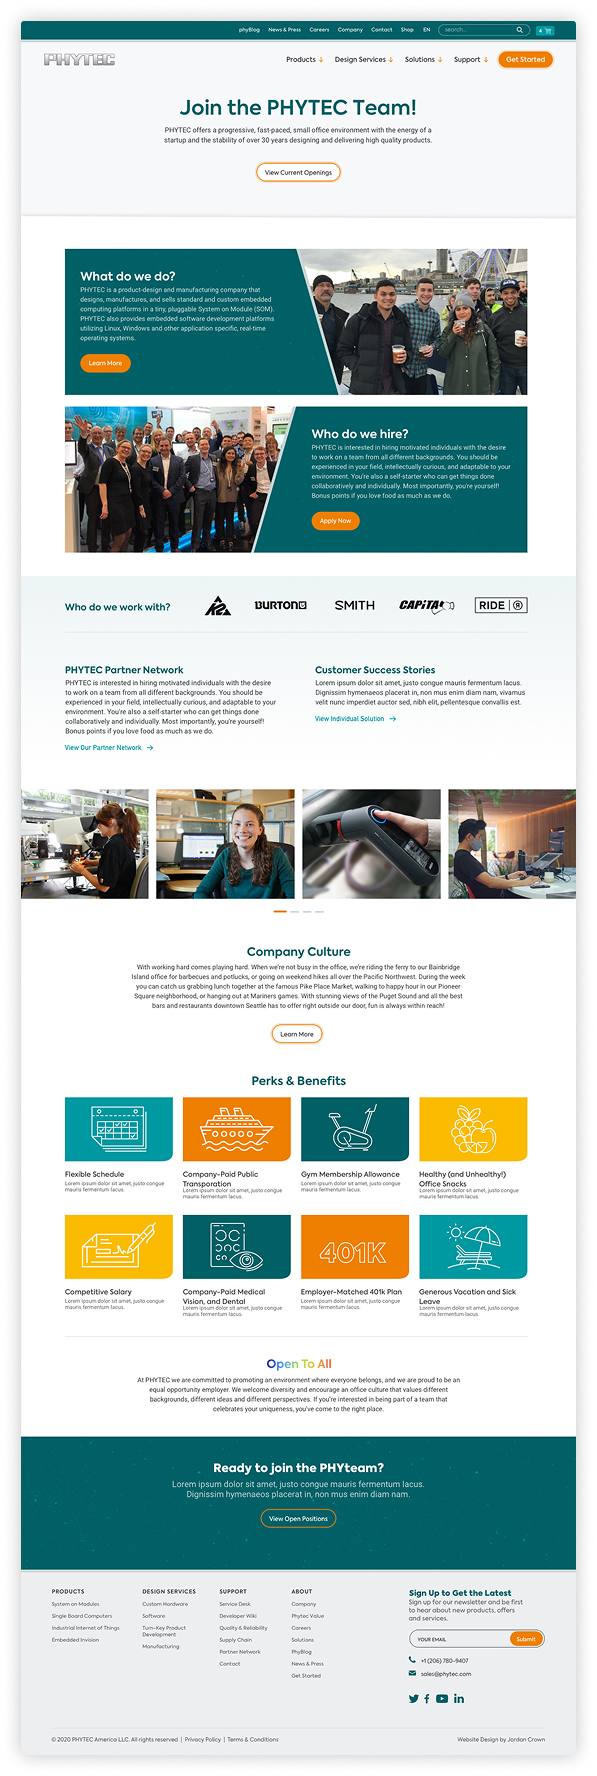 phyBlog News & Press Careers Company Contact Shop EN search... 4
PHYTEC Products Design Services Solutions Support Get Started
Join the PHYTEC Team!
PHYTEC offers a progressive, fast-paced, small office environment with the energy of a
startup and the stability of over 30 years designing and delivering high quality products.
View Current Openings
What do we do?
PHYTEC is a product-design and manufacturing company that
designs, manufactures, and sells standard and custom embedded
computing platforms in a tiny, pluggable System on Module (SOM).
PHYTEC also provides embedded software development platforms
utilizing Linux, Windows and other application specific, real-time
operating systems.
Learn More
Who do we hire?
PHYTEC is interested in hiring motivated individuals with the desire
to work on a team from all different backgrounds. You should be
experienced in your field, intellectually curious, and adaptable to your
environment. You're also a self-starter who can get things done
collaboratively and individually. Most importantly, you're yourself!
Bonus points if you love food as much as we do.
Apply Now
Who do we work with? K2 BURTON SMITH CAPiTA RIDE
PHYTEC Partner Network
PHYTEC is interested in hiring motivated individuals with the desire
to work on a team from all different backgrounds. You should be
experienced in your field, intellectually curious, and adaptable to your
environment. You're also a self-starter who can get things done
collaboratively and individually. Most importantly, you're yourself!
Bonus points if you love food as much as we do.
View Our Partner Network
Customer Success Stories
Lorem ipsum dolor sit amet, justo congue mauris fermentum lacus.
Dignissim hymenaeos placerat in, non mus enim diam nam, vivamus
velit nunc imperdiet auctor sed, nibh elit, pellentesque convallis est.
View Individual Solution
Company Culture
With working hard comes playing hard. When we're not busy in the office, we're riding the ferry to our Bainbridge
Island office for barbecues and potlucks, or going on weekend hikes all over the Pacific Northwest. During the week
you can catch us grabbing lunch together at the famous Pike Place Market, walking to happy hour in our Pioneer
Square neighborhood, or hanging out at Mariners games. With stunning views of the Puget Sound and all the best
bars and restaurants downtown Seattle has to offer right outside our door, fun is always within reach!
Learn More
Perks & Benefits
Flexible Schedule
Lorem ipsum dolor sit amet, justo congue
mauris fermentum lacus.
Company-Paid Public
Transporation
Lorem ipsum dolor sit amet, justo congue
mauris fermentum lacus.
Gym Membership Allowance
Lorem ipsum dolor sit amet, justo congue
mauris fermentum lacus.
Healthy (and Unhealthy!)
Office Snacks
Lorem ipsum dolor sit amet, justo congue
mauris fermentum lacus.
Competitive Salary
Lorem ipsum dolor sit amet, justo congue
mauris fermentum lacus.
Company-Paid Medical
Vision, and Dental
Lorem ipsum dolor sit amet, justo congue
mauris fermentum lacus.
401K
Employer-Matched 401k Plan
Lorem ipsum dolor sit amet, justo congue
mauris fermentum lacus.
Generous Vacation and Sick
Leave
Lorem ipsum dolor sit amet, justo congue
mauris fermentum lacus.
Open To All
At PHYTEC we are committed to promoting an environment where everyone belongs, and we are proud to be an
equal opportunity employer. We welcome diversity and encourage an office culture that values different
backgrounds, different ideas and different perspectives. If you're interested in being part of a team that
celebrates your uniqueness, you've come to the right place.
Ready to join the PHYteam?
Lorem ipsum dolor sit amet, justo congue mauris fermentum lacus.
Dignissim hymenaeos placerat in, non mus enim diam nam.
View Open Positions
PRODUCTS
System on Modules
Single Board Computers
Industrial Internet of Things
Embedded Invision
DESIGN SERVICES
Custom Hardware
Software
Turn-Key Product
Development
Manufacturing
SUPPORT
Service Desk
Developer Wiki
Quality & Reliability
Supply Chain
Partner Network
Contact
ABOUT
Company
Phytec Value
Careers
Solutions
PhyBlog
News & Press
Get Started
Sign Up to Get the Latest
Sign up for our newsletter and be first
to hear about new products, offers
and services.
YOUR EMAIL Submit
+1 (206) 780-9407
sales@phytec.com
© 2020 PHYTEC America LLC. All rights reserved | Privacy Policy | Terms & Conditions
Website Design by Jordan Crown